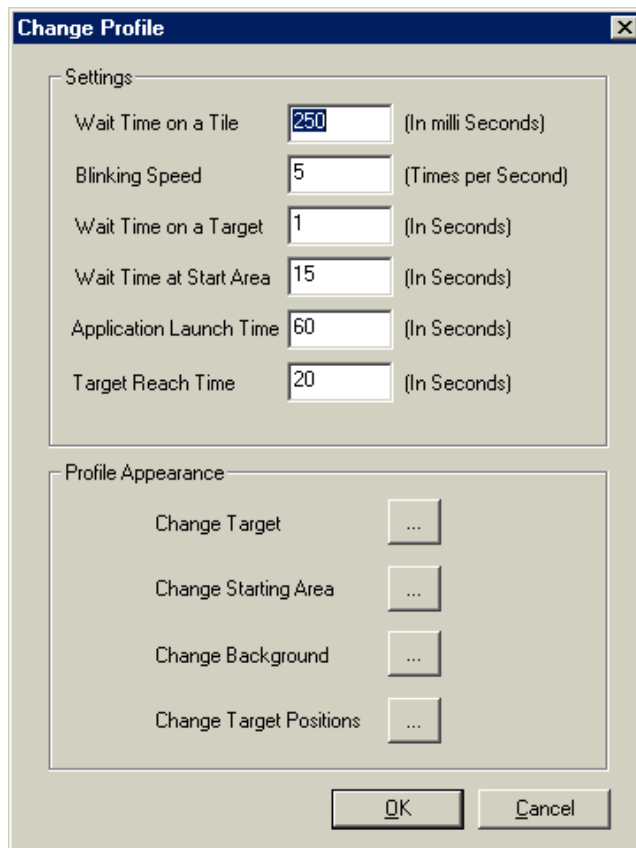 Change Profile
Settings
Wait Time on a Tile 250 (In milli Seconds)
Blinking Speed 5 (Times per Second)
Wait Time on a Target 1 (In Seconds)
Wait Time at Start Area 15 (In Seconds)
Application Launch Time 60 (In Seconds)
Target Reach Time 20 (In Seconds)
Profile Appearance
Change Target ...
Change Starting Area ...
Change Background ...
Change Target Positions ...
OK Cancel